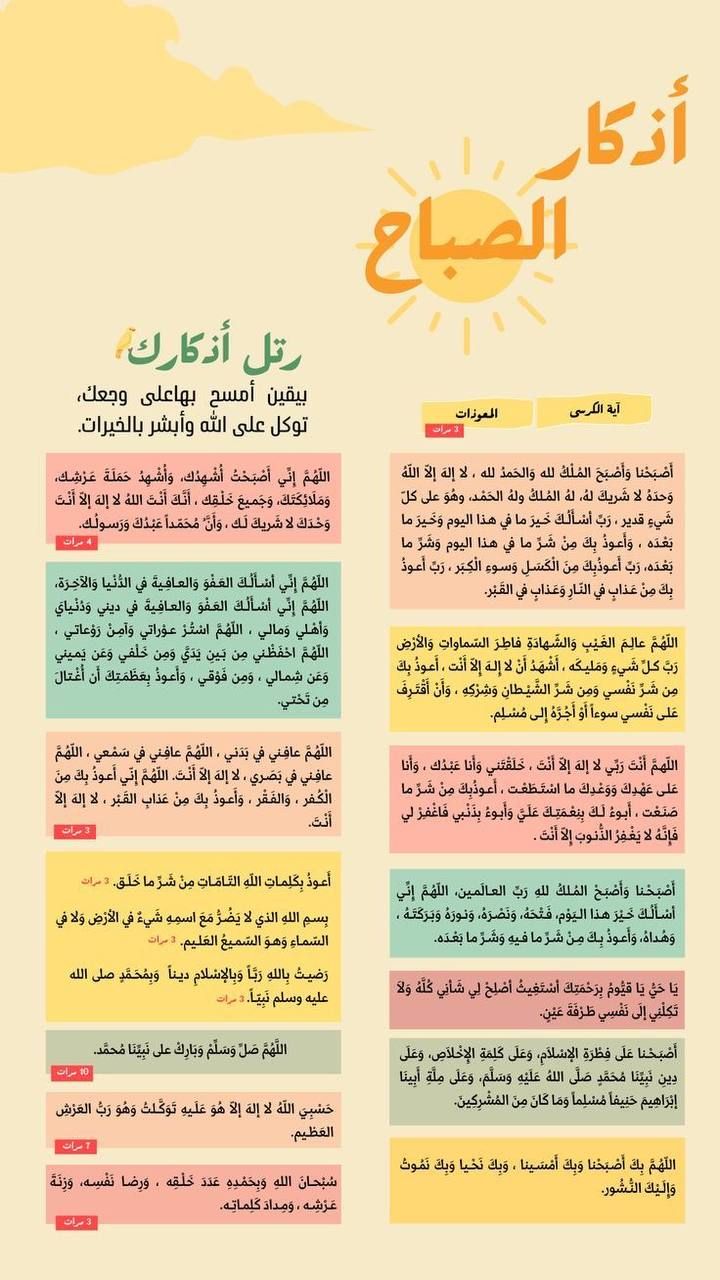 أذكار
الصباح
آية الكرسي
المعوذات
3 مرات
أَصْبَحْنا وَأَصْبَحَ المُلْكُ لله وَالحَمدُ لله ، لا إلهَ إلاّ اللّهُ
وَحدَهُ لا شَريكَ لهُ، لهُ المُلكُ ولهُ الحَمْد، وهُوَ على كلّ
شَيءٍ قدير ، رَبِّ أسْأَلُكَ خَيرَ ما في هذا اليوم وَخَيرَ ما
بَعْدَه ، وَأَعوذُ بِكَ مِنْ شَرِّ ما في هذا اليوم وَشَرِّ ما
بَعْدَه، رَبِّ أَعوذُبِكَ مِنَ الْكَسَلِ وَسوءِ الْكِبَر ، رَبِّ أَعوذُ
بِكَ مِنْ عَذابٍ في النّارِ وَعَذابٍ في القَبْر.
اللّهُمَّ عالِمَ الغَيْبِ وَالشَّهادَةِ فاطِرَ السّماواتِ وَالأرْضِ
رَبَّ كلِّ شَيءٍ وَمَليكَه ، أَشْهَدُ أَنْ لا إِلهَ إِلاّ أَنْت ، أَعوذُ بِكَ
مِن شَرِّ نَفْسي وَمِن شَرِّ الشَّيْطانِ وَشِرْكِهِ ، وَأَنْ أَقْتَرِفَ
عَلى نَفْسي سوءاً أَوْ أَجُرَّهُ إِلى مُسْلِم.
اللّهمَّ أَنْتَ رَبِّي لا إلهَ إلاّ أَنْتَ ، خَلَقْتَني وَأَنا عَبْدُك ، وَأَنا
عَلى عَهْدِكَ وَوَعْدِكَ ما اسْتَطَعْت ، أَعوذُبِكَ مِنْ شَرِّ ما
صَنَعْت ، أَبوءُ لَكَ بِنِعْمَتِكَ عَلَيَّ وَأَبوءُ بِذَنْبي فَاغْفِرْ لي
فَإِنَّهُ لا يَغْفِرُ الذُّنوبَ إِلاّ أَنْتَ .
أَصْبَحْنا وَأَصْبَحْ المُلكُ للهِ رَبِّ العالَمين، اللّهُمَّ إِنِّي
أسْأَلُكَ خَيْرَ هذا اليَوْم، فَتْحَهُ، وَنَصْرَهُ، وَنورَهُ وَبَرَكَتَهُ ،
وَهُداهُ، وَأَعوذُ بِكَ مِنْ شَرِّ ما فيهِ وَشَرِّ ما بَعْدَه.
يَا حَيُّ يَا قيُّومُ بِرَحْمَتِكَ أسْتَغِيثُ أصْلِحْ لِي شَأنِي كُلَّهُ وَلاَ
تَكِلْنِي إلَى نَفْسِي طَرْفَةَ عَيْنٍ.
أَصْبَحْنا عَلَى فِطْرَةِ الإسْلاَمِ، وَعَلَى كَلِمَةِ الإِخْلاَصِ، وَعَلَى
دِينِ نَبِيِّنَا مُحَمَّدٍ صَلَّى اللهُ عَلَيْهِ وَسَلَّمَ، وَعَلَى مِلَّةِ أبِينَا
إبْرَاهِيمَ حَنِيفاً مُسْلِماً وَمَا كَانَ مِنَ المُشْرِكِينَ.
اللّهُمَّ بِكَ أَصْبَحْنا وَبِكَ أَمْسَينا ، وَبِكَ نَحْيا وَبِكَ نَمُوتُ
وَإِلَيْكَ النُّشُور.
رتل أذكارك
بيقين أمسح بهاعلى وجعك،
توكل على الله وأبشر بالخيرات.
اللّهُمَّ إِنِّي أَصْبَحْتُ أُشْهِدُك، وَأُشْهِدُ حَمَلَةَ عَرْشِك،
وَمَلَائِكَتَكَ، وَجَميعَ خَلْقِك ، أَنَّكَ أَنْتَ اللهُ لا إلهَ إلاّ أَنْتَ
وَحْدَكَ لا شَريكَ لَك ، وَأَنَّ مُحَمّداً عَبْدُكَ وَرَسولُك.
4 مرات
اللّهُمَّ إِنِّي أسْأَلُكَ العَفْوَ وَالعافِيةَ في الدُّنْيا وَالآخِرَة،
اللّهُمَّ إِنِّي أسْأَلُكَ العَفْوَ وَالعافِيةَ في ديني وَدُنْيايَ
وَأهْلي وَمالي ، اللّهُمَّ اسْتُرْ عوْراتي وَآمِنْ رَوْعاتي ،
اللّهُمَّ احْفَظْني مِن بَينِ يَدَيَّ وَمِن خَلْفي وَعَن يَميني
وَعَن شِمالي ، وَمِن فَوْقي ، وَأَعوذُ بِعَظَمَتِكَ أَن أُغْتالَ
مِن تَحْتي.
اللّهُمَّ عافِني في بَدَني ، اللّهُمَّ عافِني في سَمْعي ، اللّهُمَّ
عافِني في بَصَري ، لا إلهَ إلاّ أَنْتَ. اللّهُمَّ إِنّي أَعوذُ بِكَ مِنَ
الْكُفر ، وَالفَقْر ، وَأَعوذُ بِكَ مِنْ عَذابِ القَبْر ، لا إلهَ إلاّ
أَنْتَ.
3 مرات
أَعوذُ بِكَلِماتِ اللّهِ التّامّاتِ مِنْ شَرِّ ما خَلَق. 3 مرات
بِسمِ اللهِ الذي لا يَضُرُّ مَعَ اسمِهِ شَيءٌ في الأرْضِ وَلا في
السّماءِ وَهوَ السّميعُ العَليم. 3 مرات
رَضيتُ بِاللهِ رَبَّاً وَبِالإسْلامِ ديناً وَبِمُحَمَّدٍ صلى الله
عليه وسلم نَبِيّاً. 3 مرات
اللَّهُمَّ صَلِّ وَسَلِّمْ وَبَارِكْ على نَبِيِّنَا مُحمَّد.
10 مرات
حَسْبِيَ اللّهُ لا إلهَ إلاّ هُوَ عَلَيهِ تَوَكَّلتُ وَهُوَ رَبُّ العَرْشِ
العَظيم.
7 مرات
سُبْحانَ اللهِ وَبِحَمْدِهِ عَدَدَ خَلْقِه ، وَرِضا نَفْسِه، وَزِنَةَ
عَرْشِه ، وَمِدادَ كَلِماتِه.
3 مرات